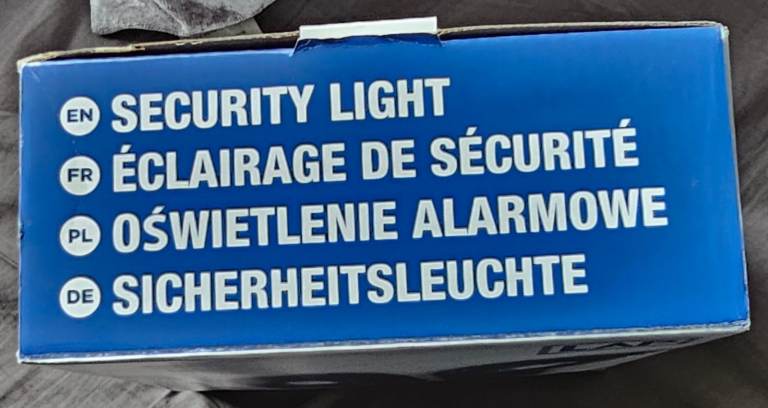 EN SECURITY LIGHT
FR ÉCLAIRAGE DE SÉCURITÉ
PL OŚWIETLENIE ALARMOWE
DE SICHERHEITSLEUCHTE